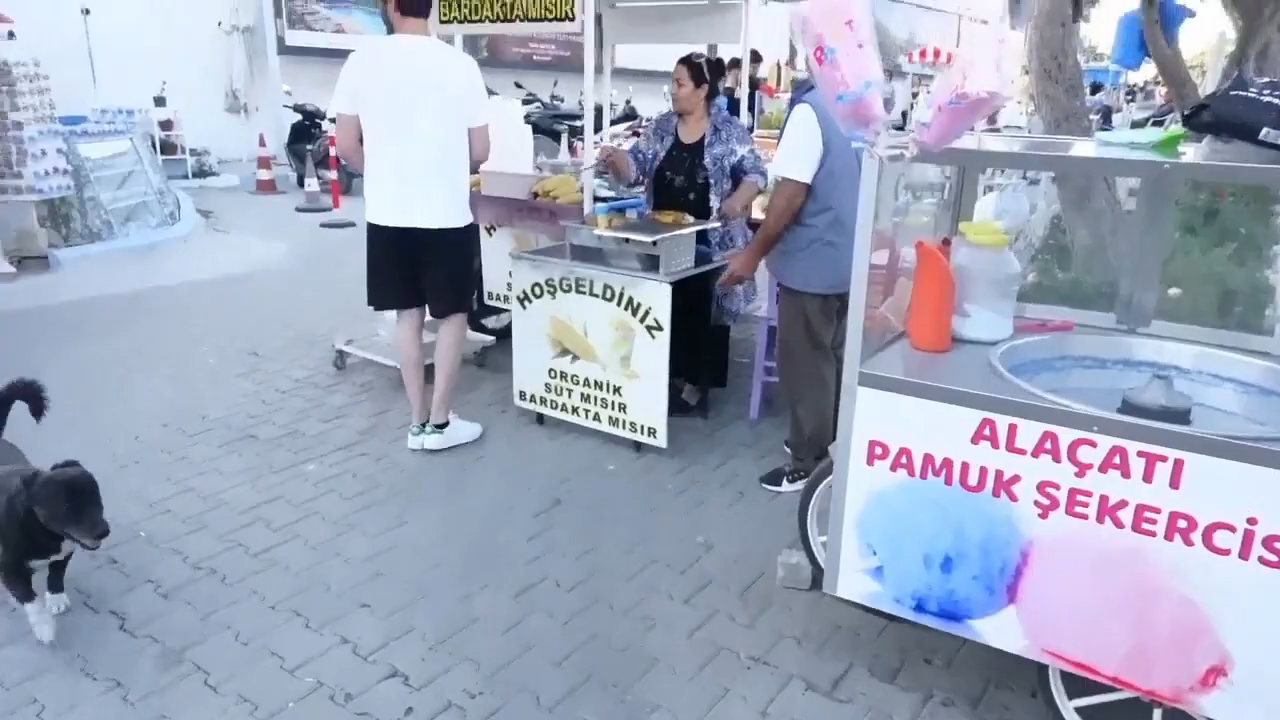 BARDAKTA MISIR
HOŞGELDİNİZ
ORGANİK
SÜT MISIR
BARDAKTA MISIR
ALAÇATI
PAMUK ŞEKERCİS